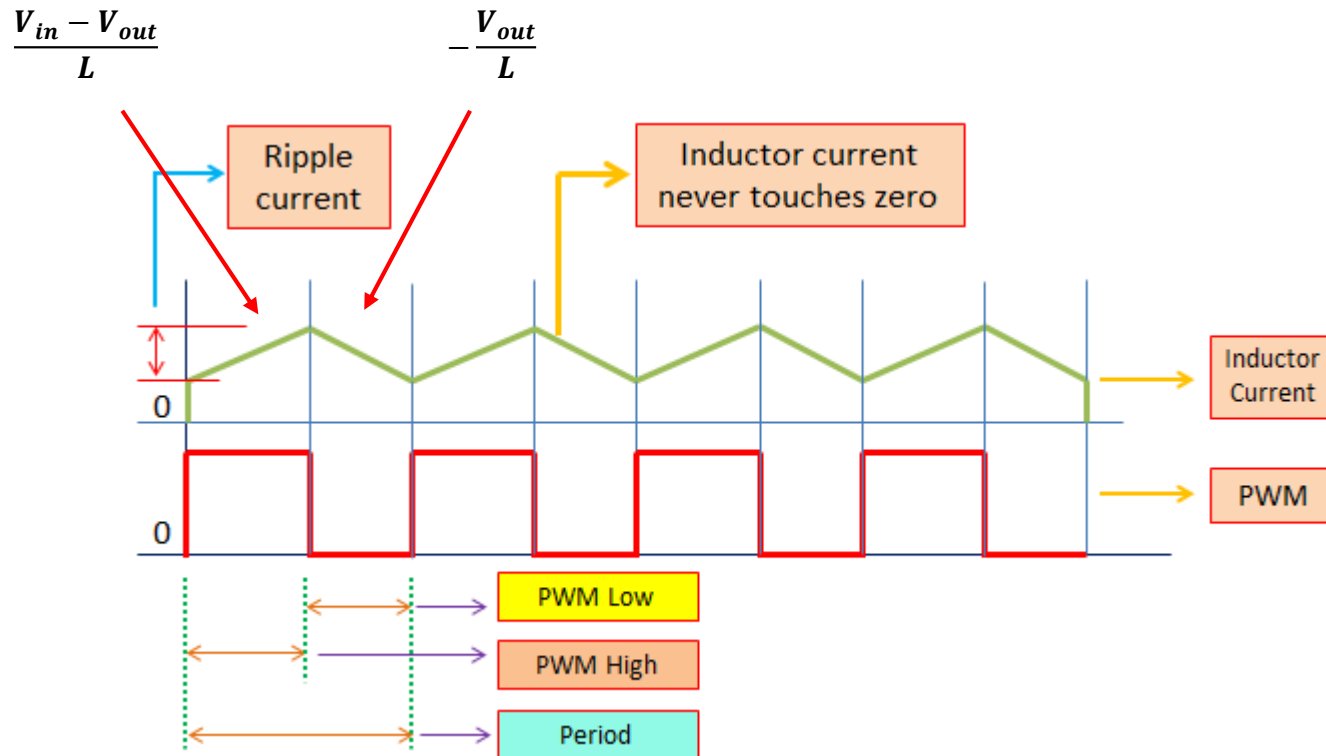 V_in − V_out
L
− V_out
L
Ripple
current
Inductor current
never touches zero
0
Inductor
Current
0
PWM
PWM Low
PWM High
Period